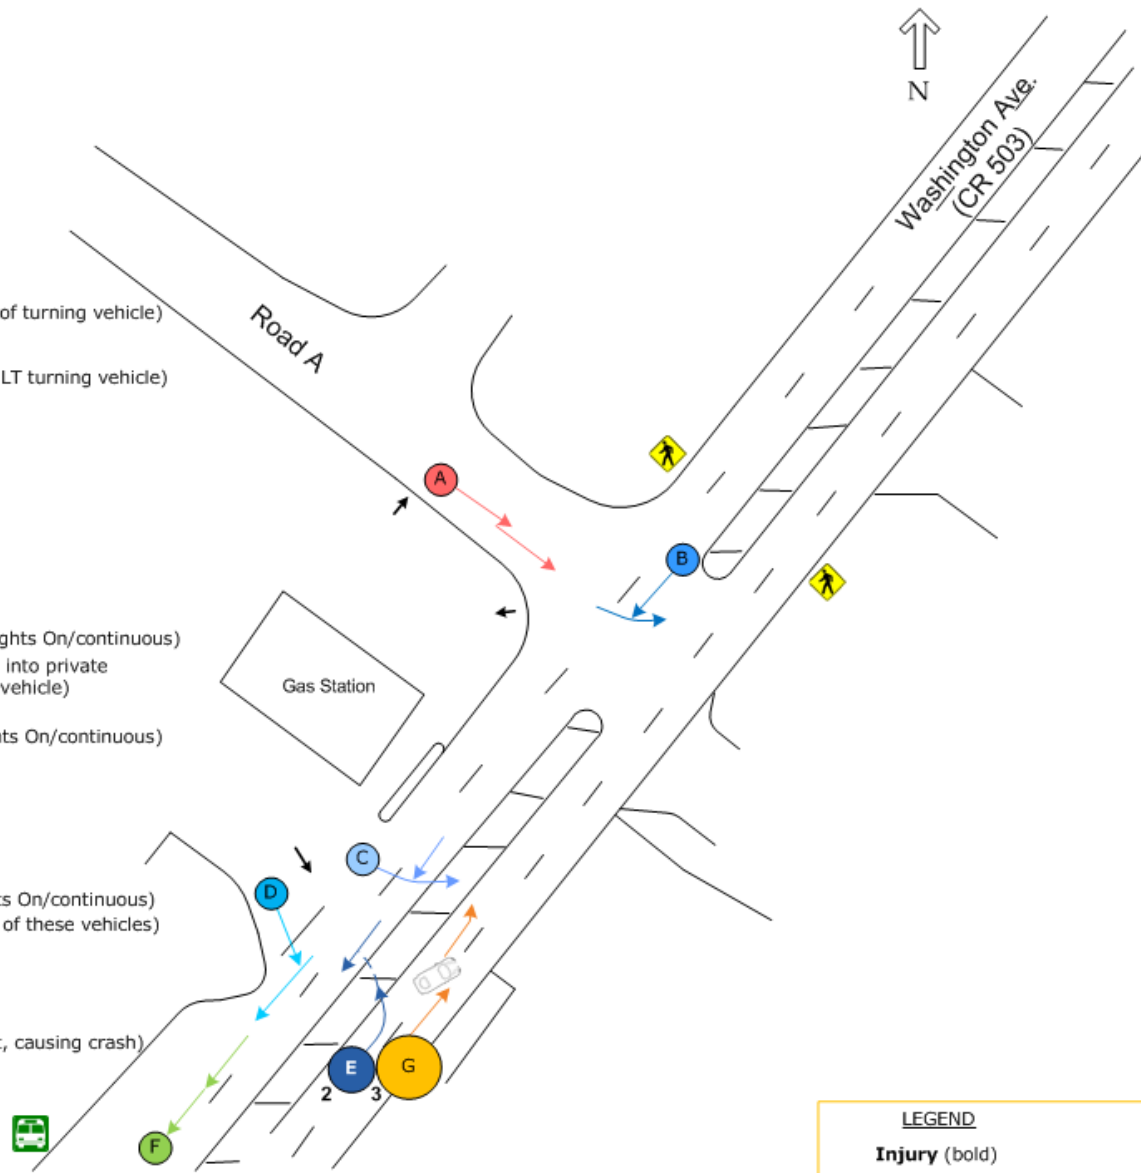 N
Washington Ave.
(CR 503)
of turning vehicle)
Road A
LT turning vehicle)
A
B
ghts On/continuous)
into private
vehicle)
Gas Station
ts On/continuous)
C
D
ts On/continuous)
of these vehicles)
t, causing crash)
E
G
2
3
F
LEGEND
Injury (bold)